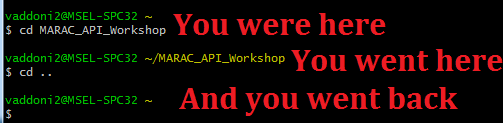 vaddoni2@MSEL-SPC32 ~ You were here
$ cd MARAC_API_Workshop
vaddoni2@MSEL-SPC32 ~/MARAC_API_Workshop You went here
$ cd ..
vaddoni2@MSEL-SPC32 ~ And you went back
$